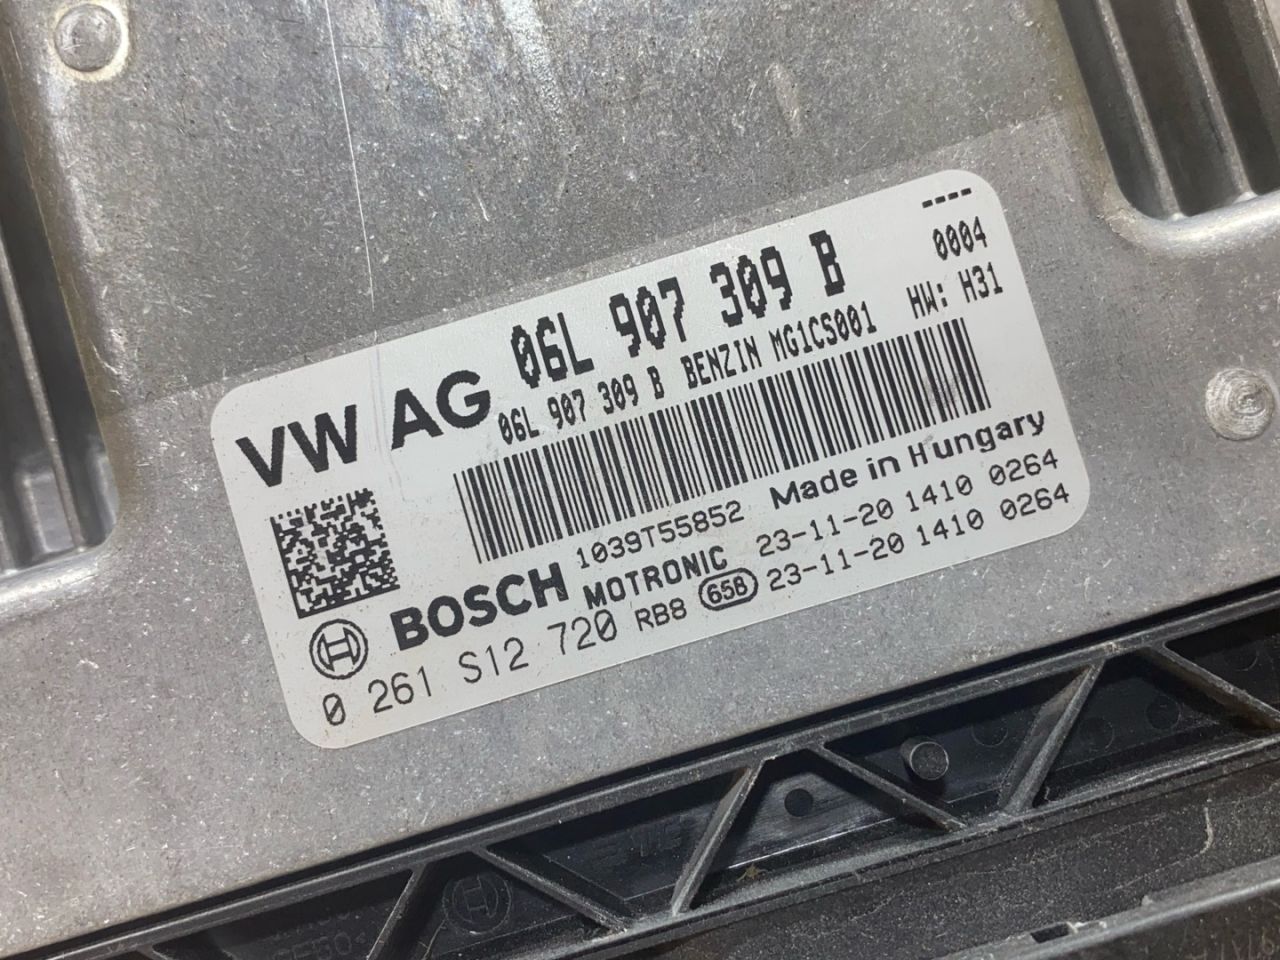 ----
VW AG 06L 907 309 B 0004
06L 907 309 B BENZIN MG1CS001 HW: H31
1039T55852 Made in Hungary
BOSCH MOTRONIC 23-11-20 1410 0264
0 261 S12 720 RB8 658 23-11-20 1410 0264